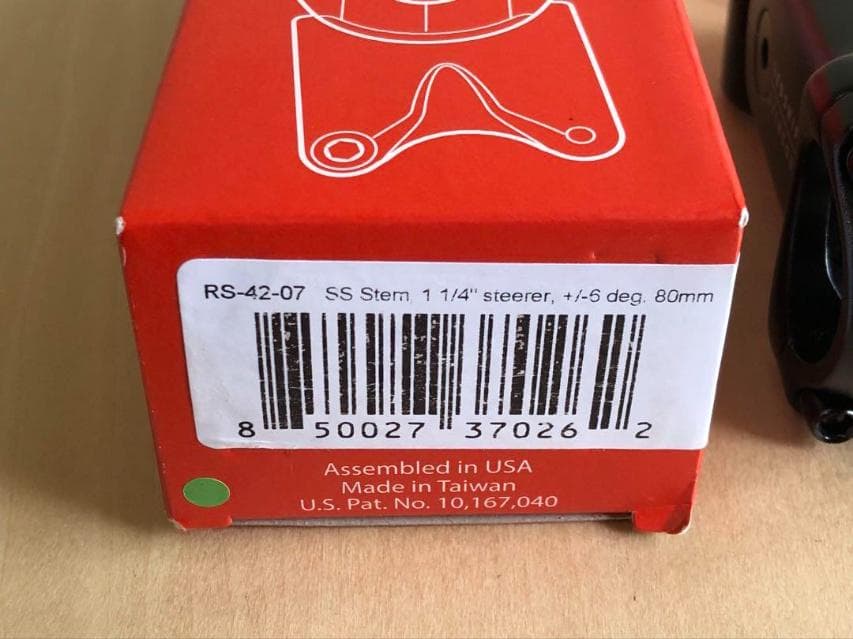 RS-42-07 SS Stem, 1 1/4" steerer, +/-6 deg. 80mm
8 50027 37026 2
Assembled in USA
Made in Taiwan
U.S. Pat. No. 10,167,040